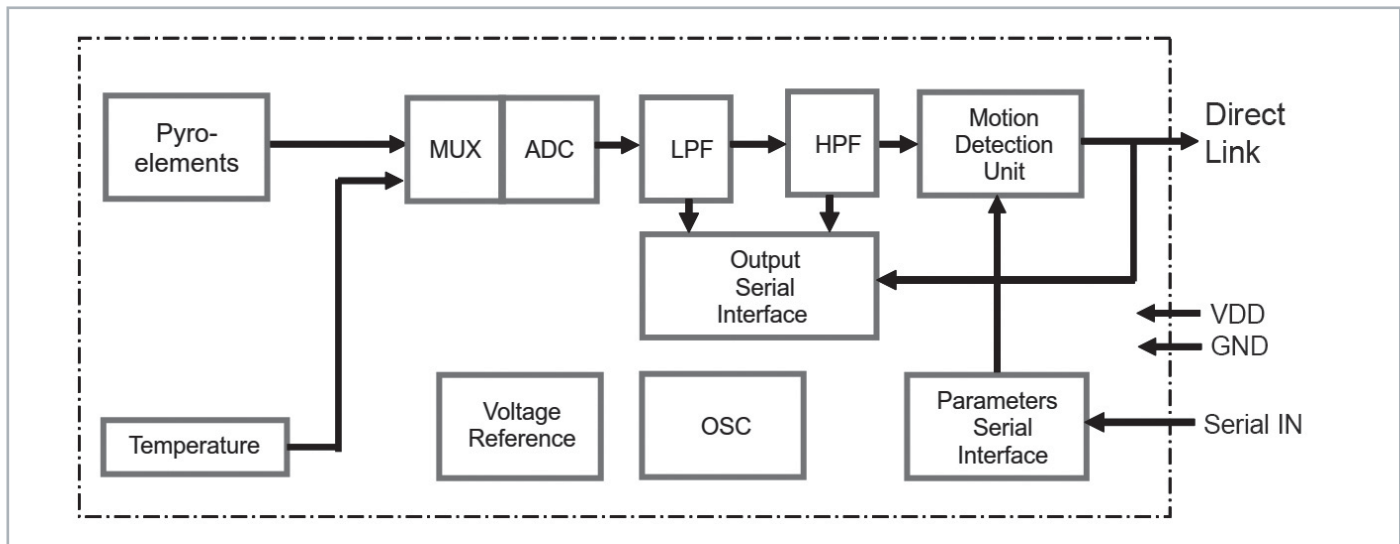 Pyro-
elements
MUX
ADC
LPF
HPF
Motion
Detection
Unit
Direct
Link
Output
Serial
Interface
VDD
GND
Temperature
Voltage
Reference
OSC
Parameters
Serial
Interface
Serial IN